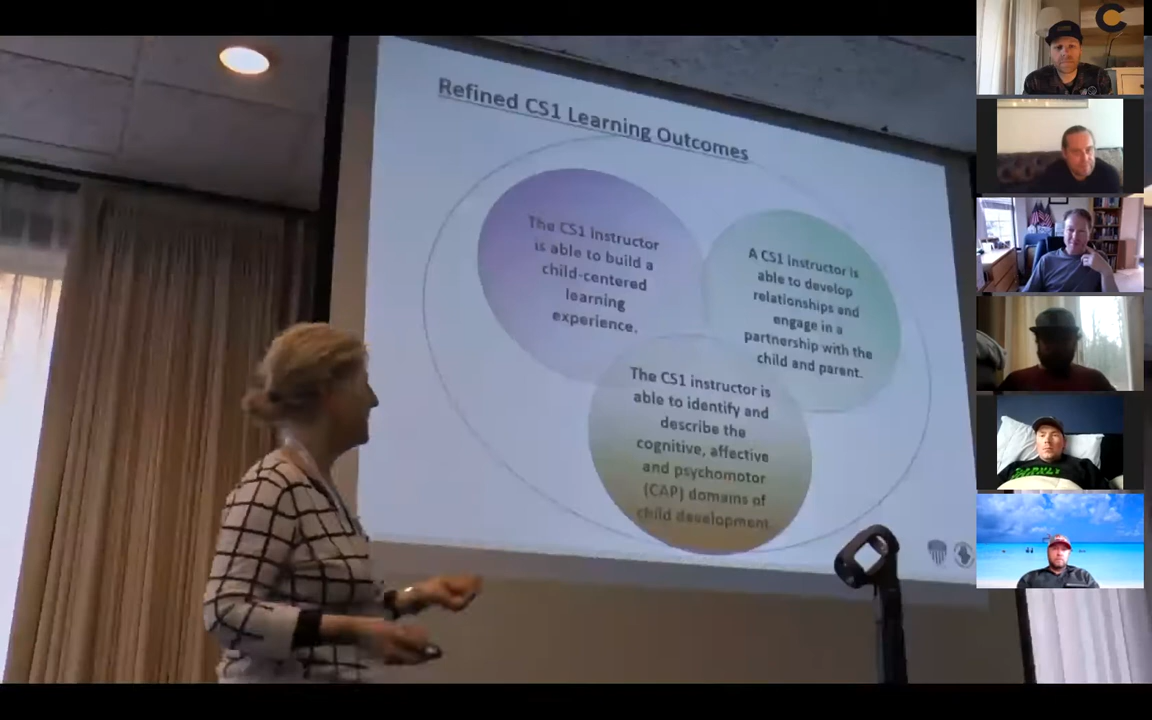 Refined CS1 Learning Outcomes
The CS1 instructor
is able to build a
child-centered
learning
experience.
A CS1 instructor is
able to develop
relationships and
engage in a
partnership with the
child and parent.
The CS1 instructor is
able to identify and
describe the
cognitive, affective
and psychomotor
(CAP) domains of
child development.